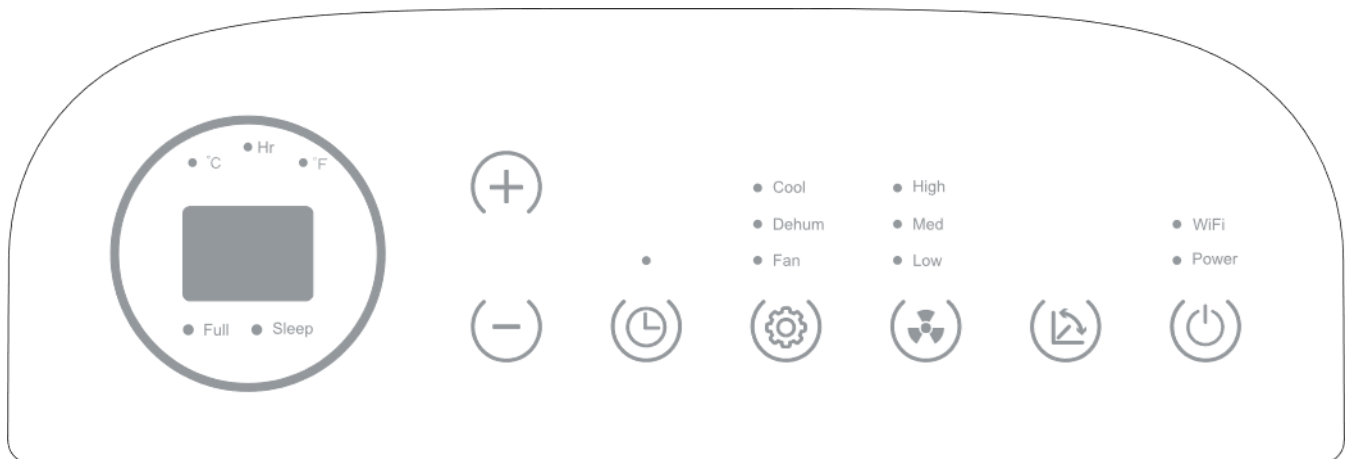 °C
Hr
°F
Full
Sleep
Cool
Dehum
Fan
High
Med
Low
WiFi
Power